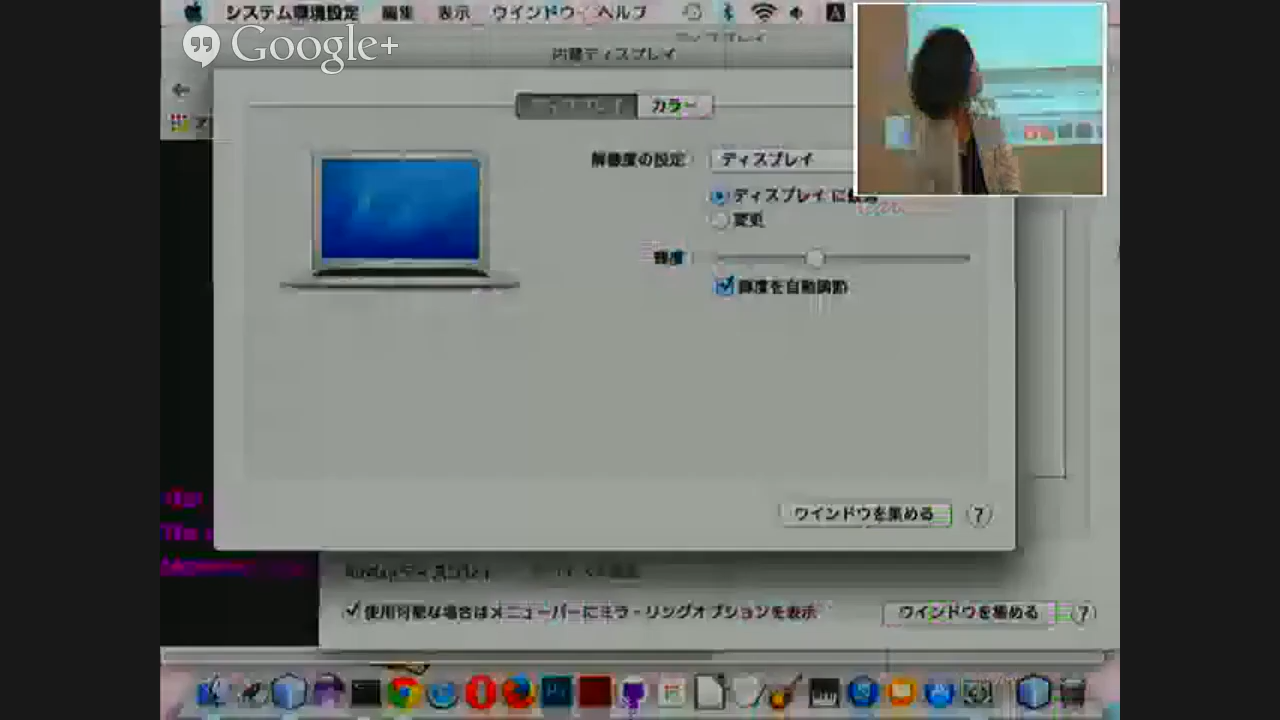 システム環境設定 編集 表示 ウインドウ ヘルプ
Google+
内蔵ディスプレイ
カラー
解像度の設定: ディスプレイ
ディスプレイに最適
変更
輝度:
輝度を自動調節
ウインドウを集める ?
使用可能な場合はメニューバーにミラーリングオプションを表示
ウインドウを集める ?